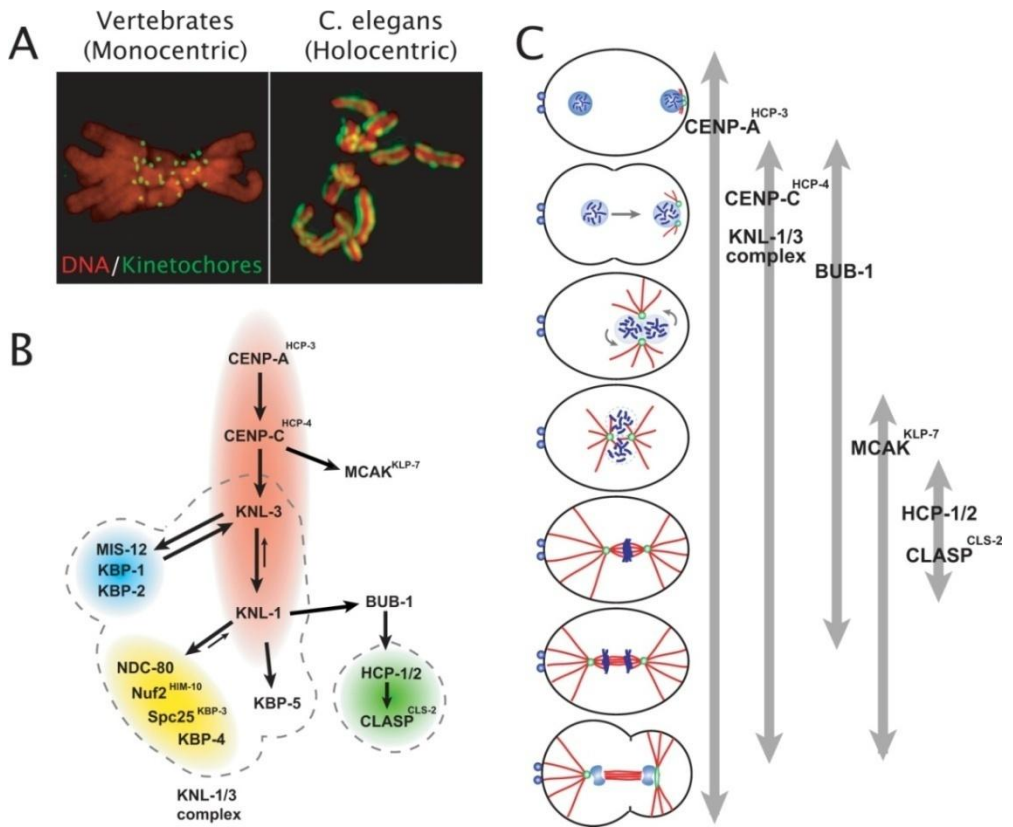 A
Vertebrates
(Monocentric)
C. elegans
(Holocentric)
DNA/Kinetochores
B
CENP-A HCP-3
CENP-C HCP-4
MCAK KLP-7
KNL-3
MIS-12
KBP-1
KBP-2
KNL-1
BUB-1
NDC-80
Nuf2 HIM-10
Spc25 KBP-3
KBP-4
KBP-5
HCP-1/2
CLASP CLS-2
KNL-1/3
complex
C
CENP-A HCP-3
CENP-C HCP-4
KNL-1/3
complex
BUB-1
MCAK KLP-7
HCP-1/2
CLASP CLS-2